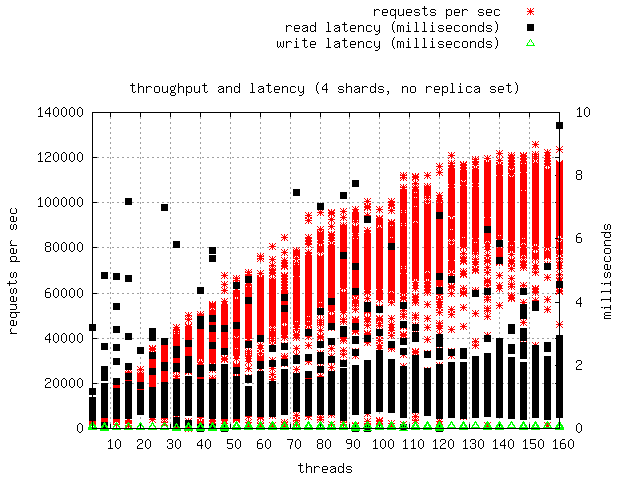 requests per sec
read latency (milliseconds)
write latency (milliseconds)
throughput and latency (4 shards, no replica set)
140000
120000
100000
80000
60000
40000
20000
0
10
8
6
4
2
0
requests per sec
milliseconds
10 20 30 40 50 60 70 80 90 100 110 120 130 140 150 160
threads